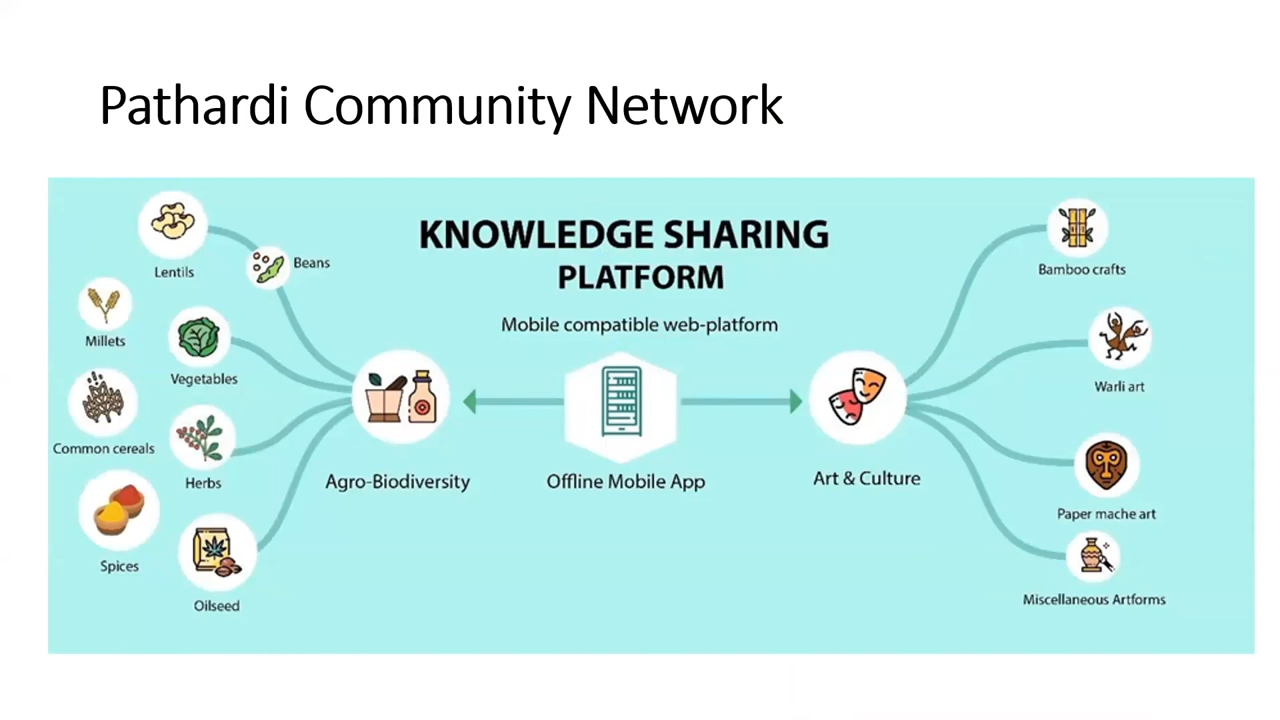 Pathardi Community Network
KNOWLEDGE SHARING
PLATFORM
Mobile compatible web-platform
Lentils
Beans
Millets
Vegetables
Common cereals
Herbs
Spices
Oilseed
Agro-Biodiversity
Offline Mobile App
Art & Culture
Bamboo crafts
Warli art
Paper mache art
Miscellaneous Artforms